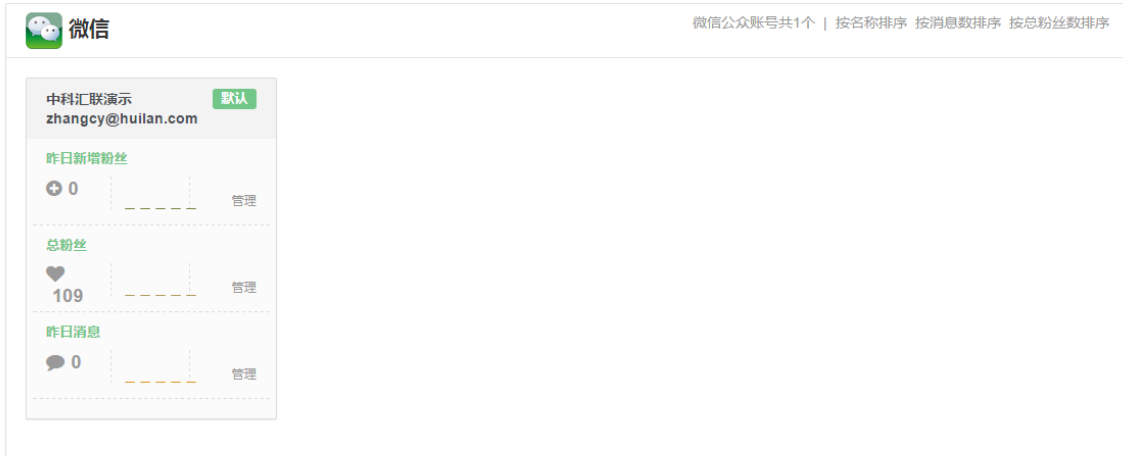 微信
微信公众账号共1个 | 按名称排序 按消息数排序 按总粉丝数排序
中科汇联演示 默认
zhangcy@huilan.com
昨日新增粉丝
0 管理
总粉丝
109 管理
昨日消息
0 管理